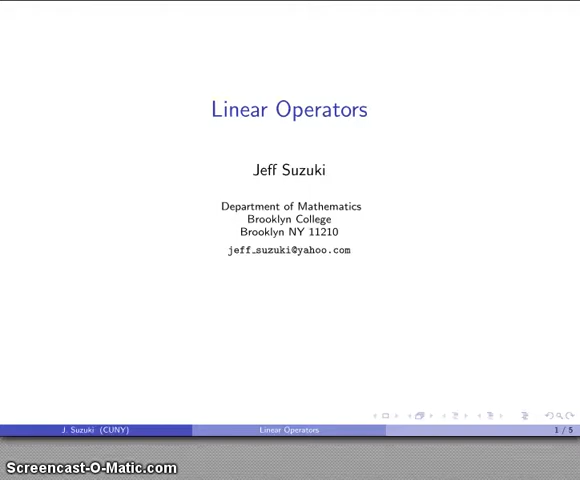 Linear Operators
Jeff Suzuki
Department of Mathematics
Brooklyn College
Brooklyn NY 11210
jeff_suzuki@yahoo.com
J. Suzuki (CUNY)
Linear Operators
1 / 5
Screencast-O-Matic.com